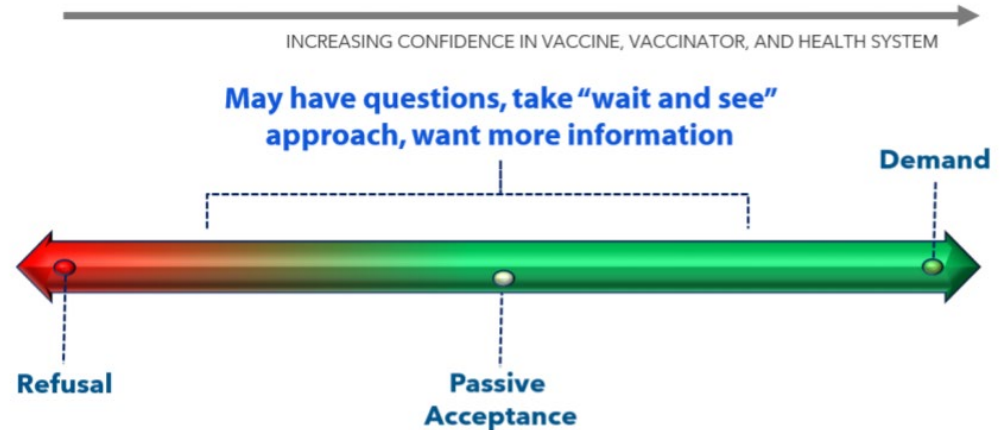 INCREASING CONFIDENCE IN VACCINE, VACCINATOR, AND HEALTH SYSTEM
May have questions, take “wait and see”
approach, want more information
Demand
Refusal
Passive
Acceptance